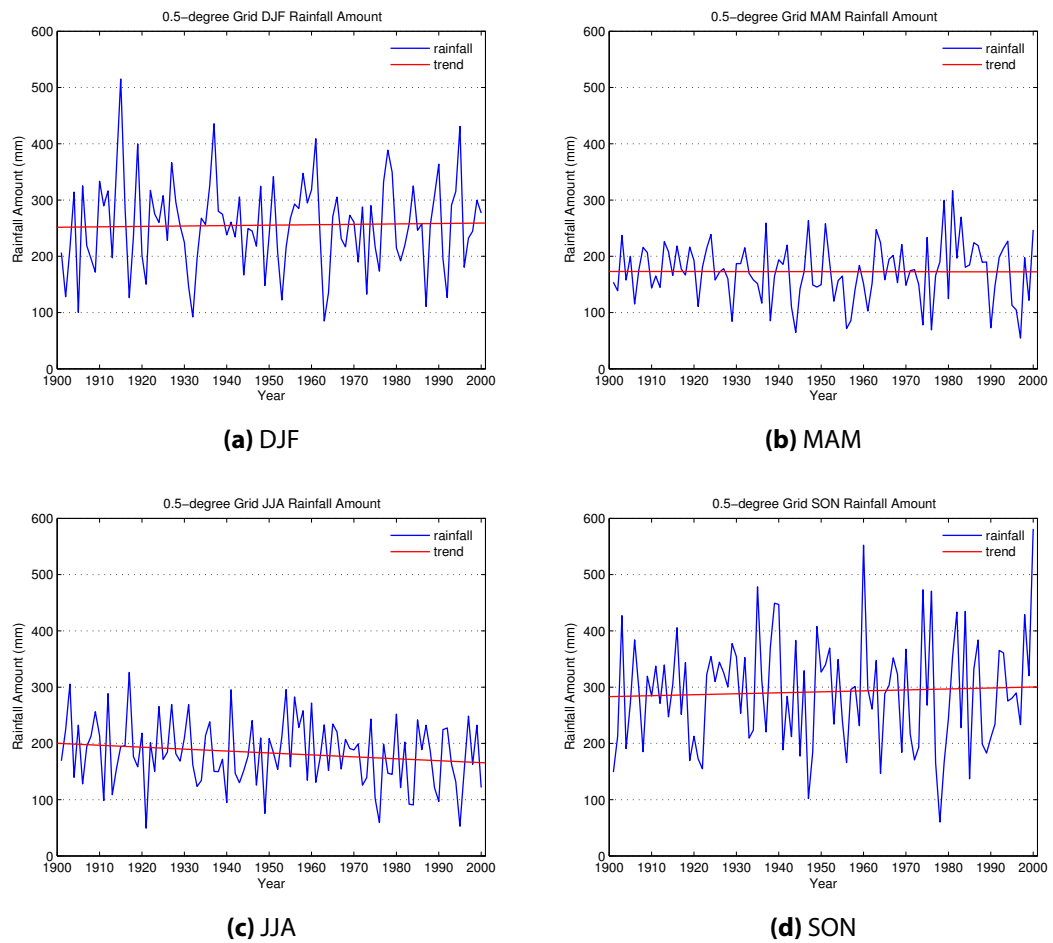 0.5−degree Grid DJF Rainfall Amount
600
500
400
300
200
100
0
Rainfall Amount (mm)
rainfall
trend
1900 1910 1920 1930 1940 1950 1960 1970 1980 1990 2000
Year
(a) DJF
0.5−degree Grid MAM Rainfall Amount
600
500
400
300
200
100
0
Rainfall Amount (mm)
rainfall
trend
1900 1910 1920 1930 1940 1950 1960 1970 1980 1990 2000
Year
(b) MAM
0.5−degree Grid JJA Rainfall Amount
600
500
400
300
200
100
0
Rainfall Amount (mm)
rainfall
trend
1900 1910 1920 1930 1940 1950 1960 1970 1980 1990 2000
Year
(c) JJA
0.5−degree Grid SON Rainfall Amount
600
500
400
300
200
100
0
Rainfall Amount (mm)
rainfall
trend
1900 1910 1920 1930 1940 1950 1960 1970 1980 1990 2000
Year
(d) SON